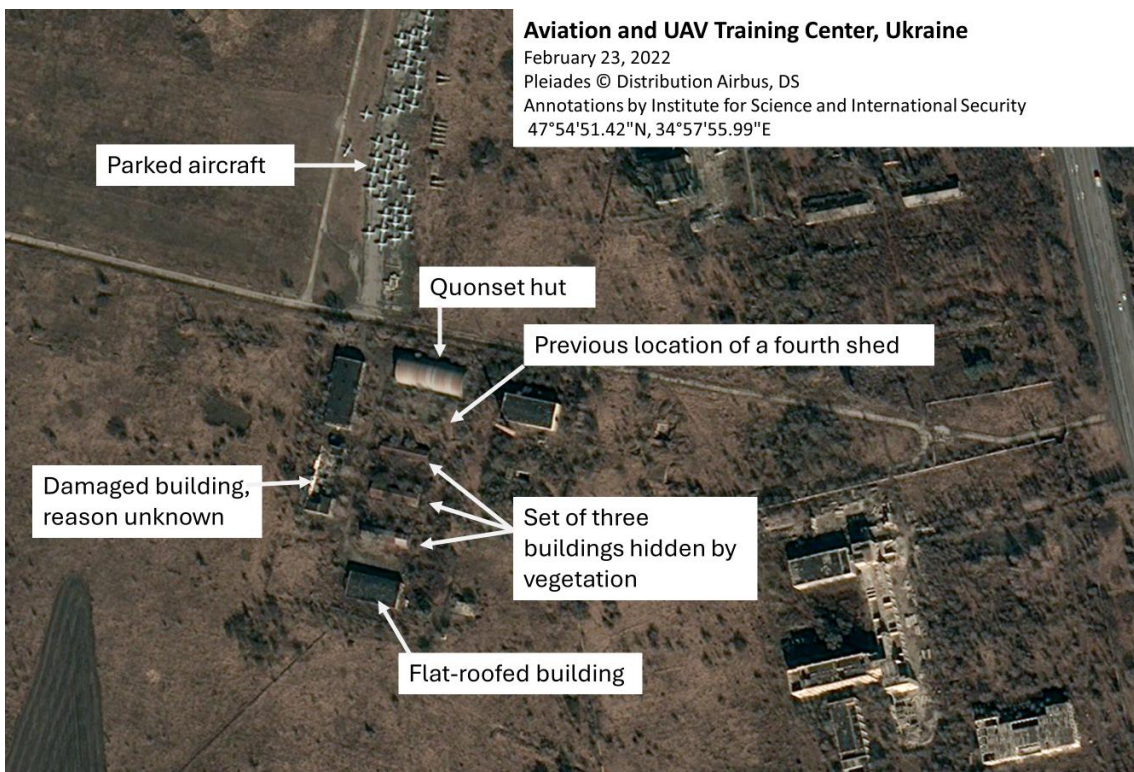 Aviation and UAV Training Center, Ukraine
February 23, 2022
Pleiades © Distribution Airbus, DS
Annotations by Institute for Science and International Security
47°54'51.42"N, 34°57'55.99"E
Parked aircraft
Quonset hut
Previous location of a fourth shed
Damaged building,
reason unknown
Set of three
buildings hidden by
vegetation
Flat-roofed building